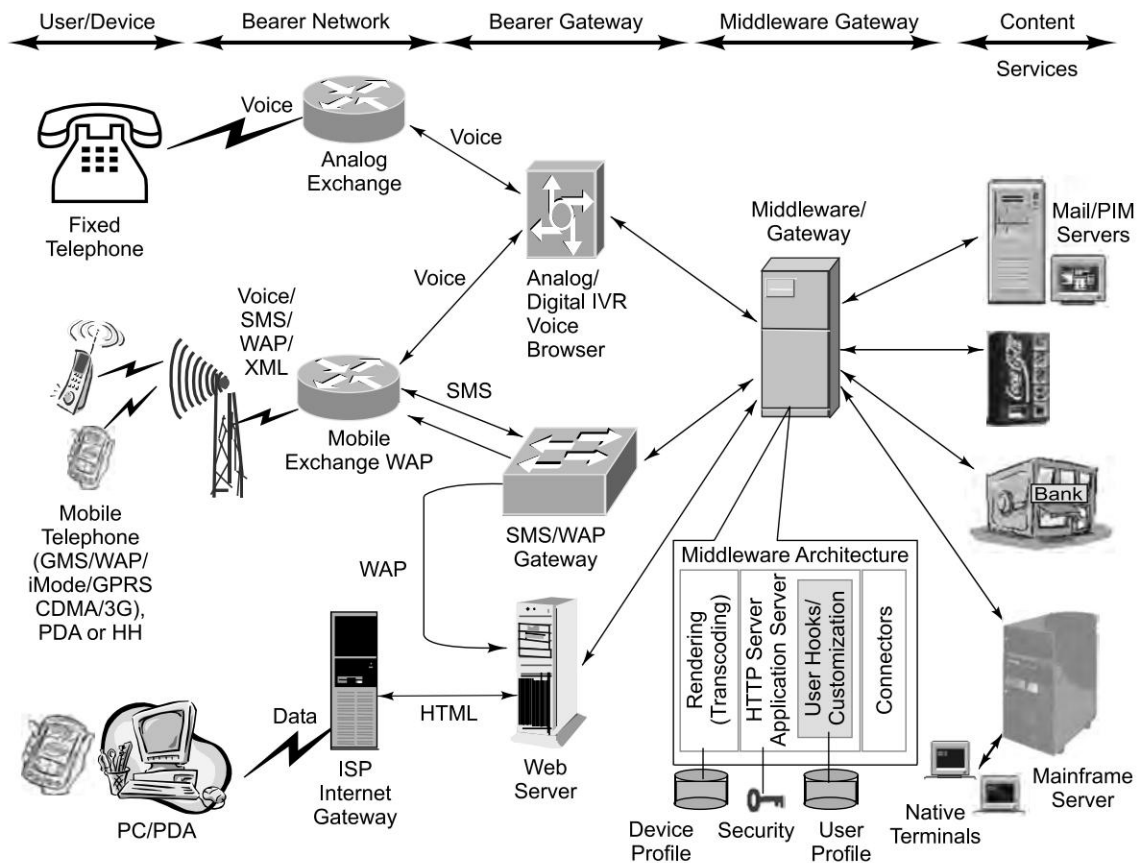 User/Device
Bearer Network
Bearer Gateway
Middleware Gateway
Content
Services
Voice
Analog
Exchange
Voice
Fixed
Telephone
Middleware/
Gateway
Mail/PIM
Servers
Voice
Analog/
Digital IVR
Voice
Browser
Voice/
SMS/
WAP/
XML
SMS
Coca-Cola
Mobile
Exchange WAP
Bank
SMS/WAP
Gateway
Mobile
Telephone
(GMS/WAP/
iMode/GPRS
CDMA/3G),
PDA or HH
WAP
Middleware Architecture
Rendering
(Transcoding)
HTTP Server
Application Server
User Hooks/
Customization
Connectors
Data
HTML
ISP
Internet
Gateway
Web
Server
PC/PDA
Device
Profile
Security
User
Profile
Native
Terminals
Mainframe
Server